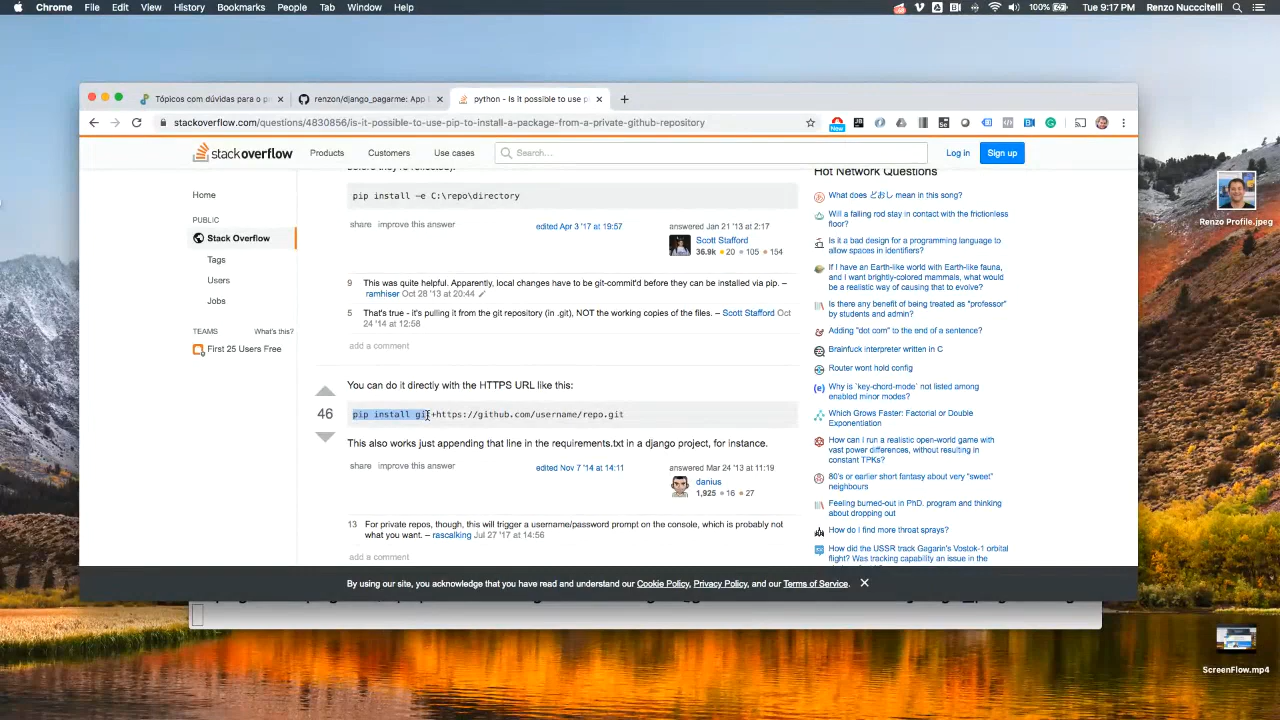 Chrome File Edit View History Bookmarks People Tab Window Help 100% Tue 9:17 PM Renzo Nuccitelli
Tópicos com dúvidas para o p
renzon/django_pagarme: App
python - Is it possible to use p
stackoverflow.com/questions/4830856/is-it-possible-to-use-pip-to-install-a-package-from-a-private-github-repository
New
stackoverflow Products Customers Use cases Search... Log in Sign up
Home
PUBLIC
Stack Overflow
Tags
Users
Jobs
TEAMS What's this?
First 25 Users Free
pip install -e C:\repo\directory
share improve this answer
edited Apr 3 '17 at 19:57
answered Jan 21 '13 at 2:17
Scott Stafford
36.9k 20 105 154
9 This was quite helpful. Apparently, local changes have to be git-commit'd before they can be installed via pip. –
ramhiser Oct 28 '13 at 20:44
5 That's true - it's pulling it from the git repository (in .git), NOT the working copies of the files. – Scott Stafford Oct
24 '14 at 12:58
add a comment
You can do it directly with the HTTPS URL like this:
46
pip install git+https://github.com/username/repo.git
This also works just appending that line in the requirements.txt in a django project, for instance.
share improve this answer
edited Nov 7 '14 at 14:11
answered Mar 24 '13 at 11:19
danius
1,925 16 27
13 For private repos, though, this will trigger a username/password prompt on the console, which is probably not
what you want. – rascalking Jul 27 '17 at 14:56
add a comment
Hot Network Questions
What does どおし mean in this song?
Will a falling rod stay in contact with the frictionless
floor?
Is it a bad design for a programming language to
allow spaces in identifiers?
If I have an Earth-like world with Earth-like fauna,
and I want brightly-colored mammals, what would
be a realistic way of causing that to evolve?
Is there any benefit of being treated as "professor"
by students and admin?
Adding "dot com" to the end of a sentence?
Brainfuck interpreter written in C
Router wont hold config
Why is `key-chord-mode` not listed among
enabled minor modes?
Which Grows Faster: Factorial or Double
Exponentiation
How can I run a realistic open-world game with
vast power differences, without resulting in
constant TPKs?
80's or earlier short fantasy about very "sweet"
neighbours
Feeling burned-out in PhD. program and thinking
about dropping out
How do I find more throat sprays?
How did the USSR track Gagarin's Vostok-1 orbital
flight? Was tracking capability an issue in the
By using our site, you acknowledge that you have read and understand our Cookie Policy, Privacy Policy, and our Terms of Service.
Renzo Profile.jpeg
ScreenFlow.mp4